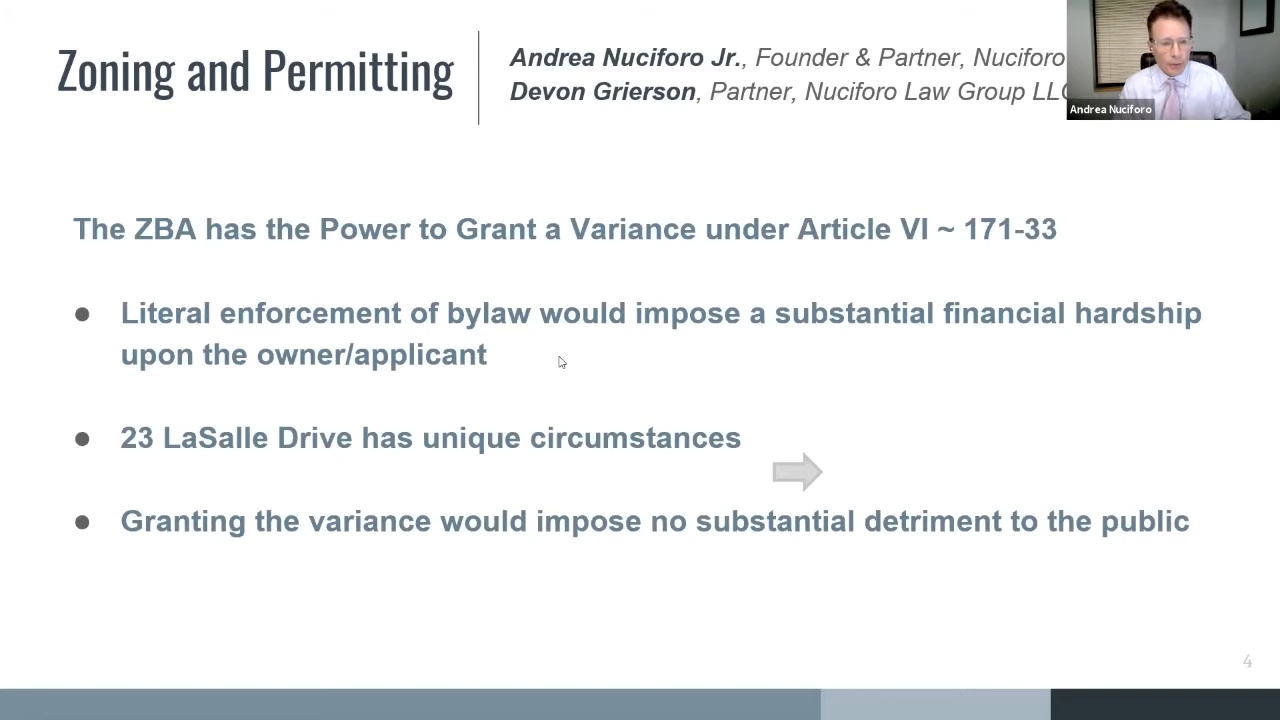 Zoning and Permitting
Andrea Nuciforo Jr., Founder & Partner, Nuciforo
Devon Grierson, Partner, Nuciforo Law Group LLC
Andrea Nuciforo
The ZBA has the Power to Grant a Variance under Article VI ~ 171-33
● Literal enforcement of bylaw would impose a substantial financial hardship
upon the owner/applicant
● 23 LaSalle Drive has unique circumstances
● Granting the variance would impose no substantial detriment to the public
4